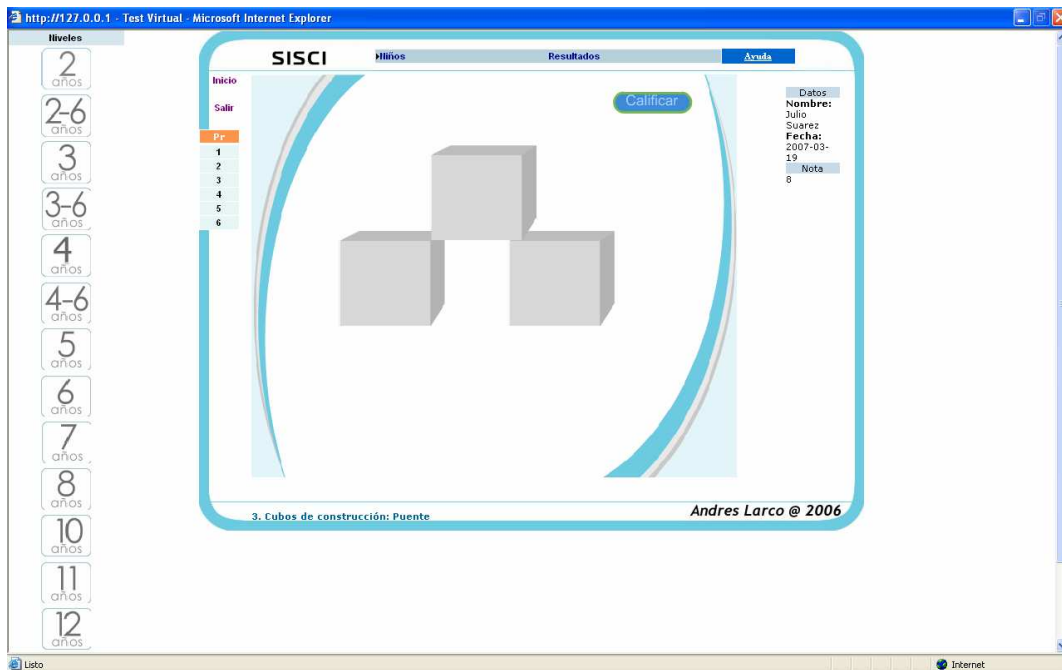 http://127.0.0.1 - Test Virtual - Microsoft Internet Explorer
Niveles
2
años
2-6
años
3
años
3-6
años
4
años
4-6
años
5
años
6
años
7
años
8
años
10
años
11
años
12
años
SISCI
Niños
Resultados
Ayuda
Inicio
Salir
Pr
1
2
3
4
5
6
Calificar
Datos
Nombre:
Julio
Suarez
Fecha:
2007-03-
19
Nota
8
3. Cubos de construcción: Puente
Andres Larco @ 2006
Listo
Internet